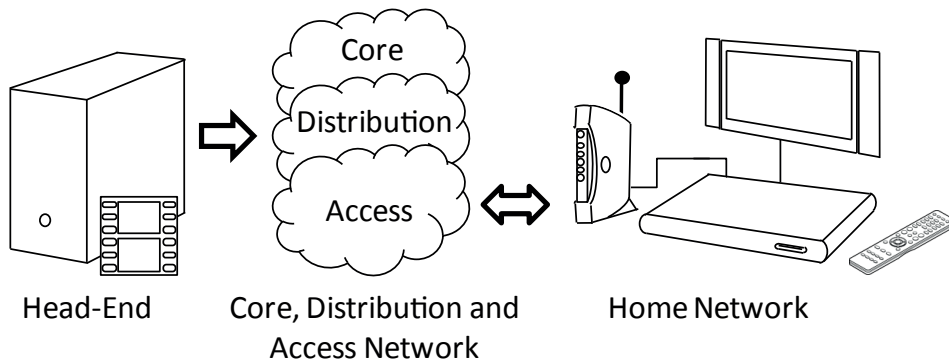 Core
Distribution
Access
Head-End
Core, Distribution and
Access Network
Home Network